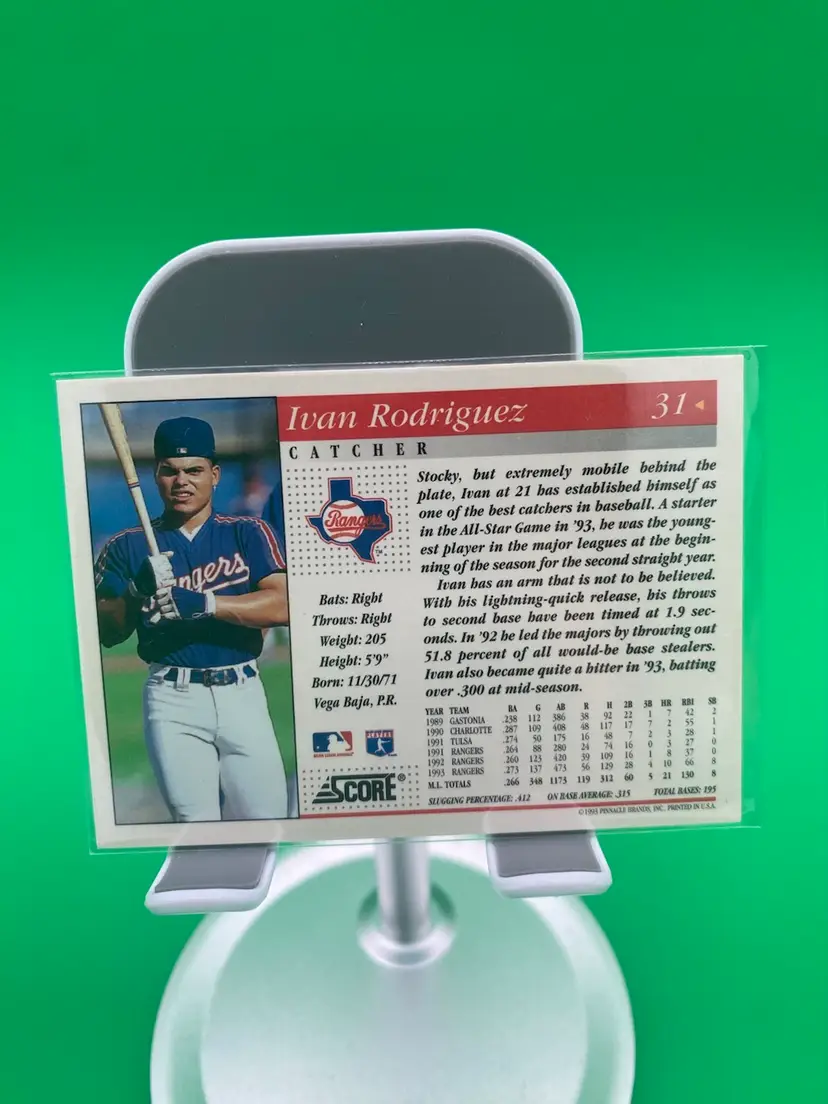 Ivan Rodriguez 31
CATCHER
Rangers
TM
Rangers
Bats: Right
Throws: Right
Weight: 205
Height: 5'9"
Born: 11/30/71
Vega Baja, P.R.
PLAYERS
SCORE®
Stocky, but extremely mobile behind the
plate, Ivan at 21 has established himself as
one of the best catchers in baseball. A starter
in the All-Star Game in '93, he was the young-
est player in the major leagues at the begin-
ning of the season for the second straight year.
Ivan has an arm that is not to be believed.
With his lightning-quick release, his throws
to second base have been timed at 1.9 sec-
onds. In '92 he led the majors by throwing out
51.8 percent of all would-be base stealers.
Ivan also became quite a hitter in '93, batting
over .300 at mid-season.
YEAR TEAM BA G AB R H 2B 3B HR RBI SB
1989 GASTONIA .238 112 386 38 92 22 1 7 42 2
1990 CHARLOTTE .287 109 408 48 117 17 7 2 55 1
1991 TULSA .274 50 175 16 48 7 2 3 28 1
1991 RANGERS .264 88 280 24 74 16 0 3 27 0
1992 RANGERS .260 123 420 39 109 16 1 8 37 0
1993 RANGERS .273 137 473 56 129 28 4 10 66 8
M.L. TOTALS .266 348 1173 119 312 60 5 21 130 8
SLUGGING PERCENTAGE: .412 ON BASE AVERAGE: .315 TOTAL BASES: 195
©1993 PINNACLE BRANDS, INC. PRINTED IN U.S.A.